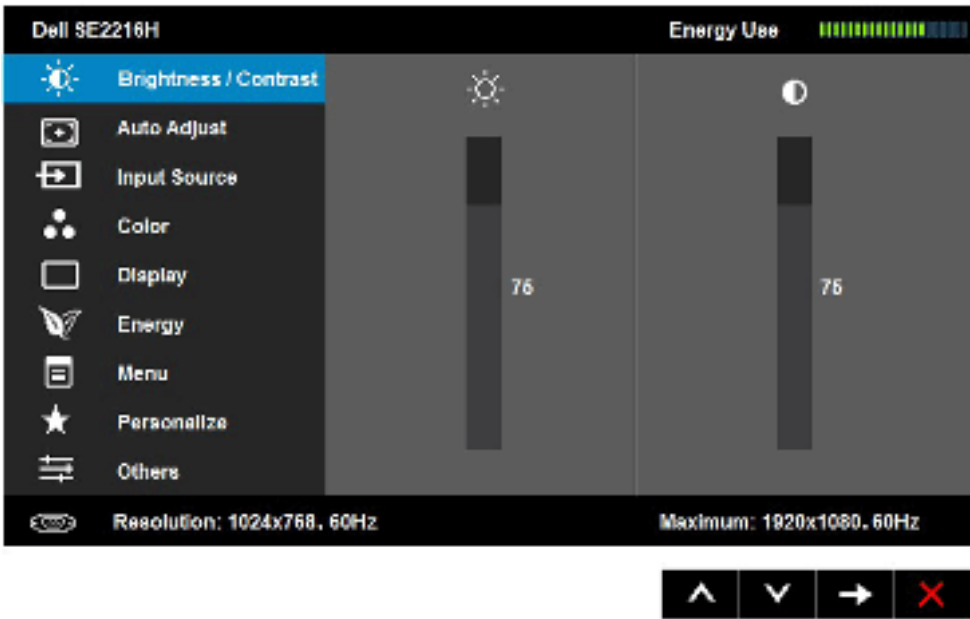 Dell SE2216H
Energy Use
Brightness / Contrast
Auto Adjust
Input Source
Color
Display
Energy
Menu
Personalize
Others
75
75
Resolution: 1024x768, 60Hz
Maximum: 1920x1080, 60Hz